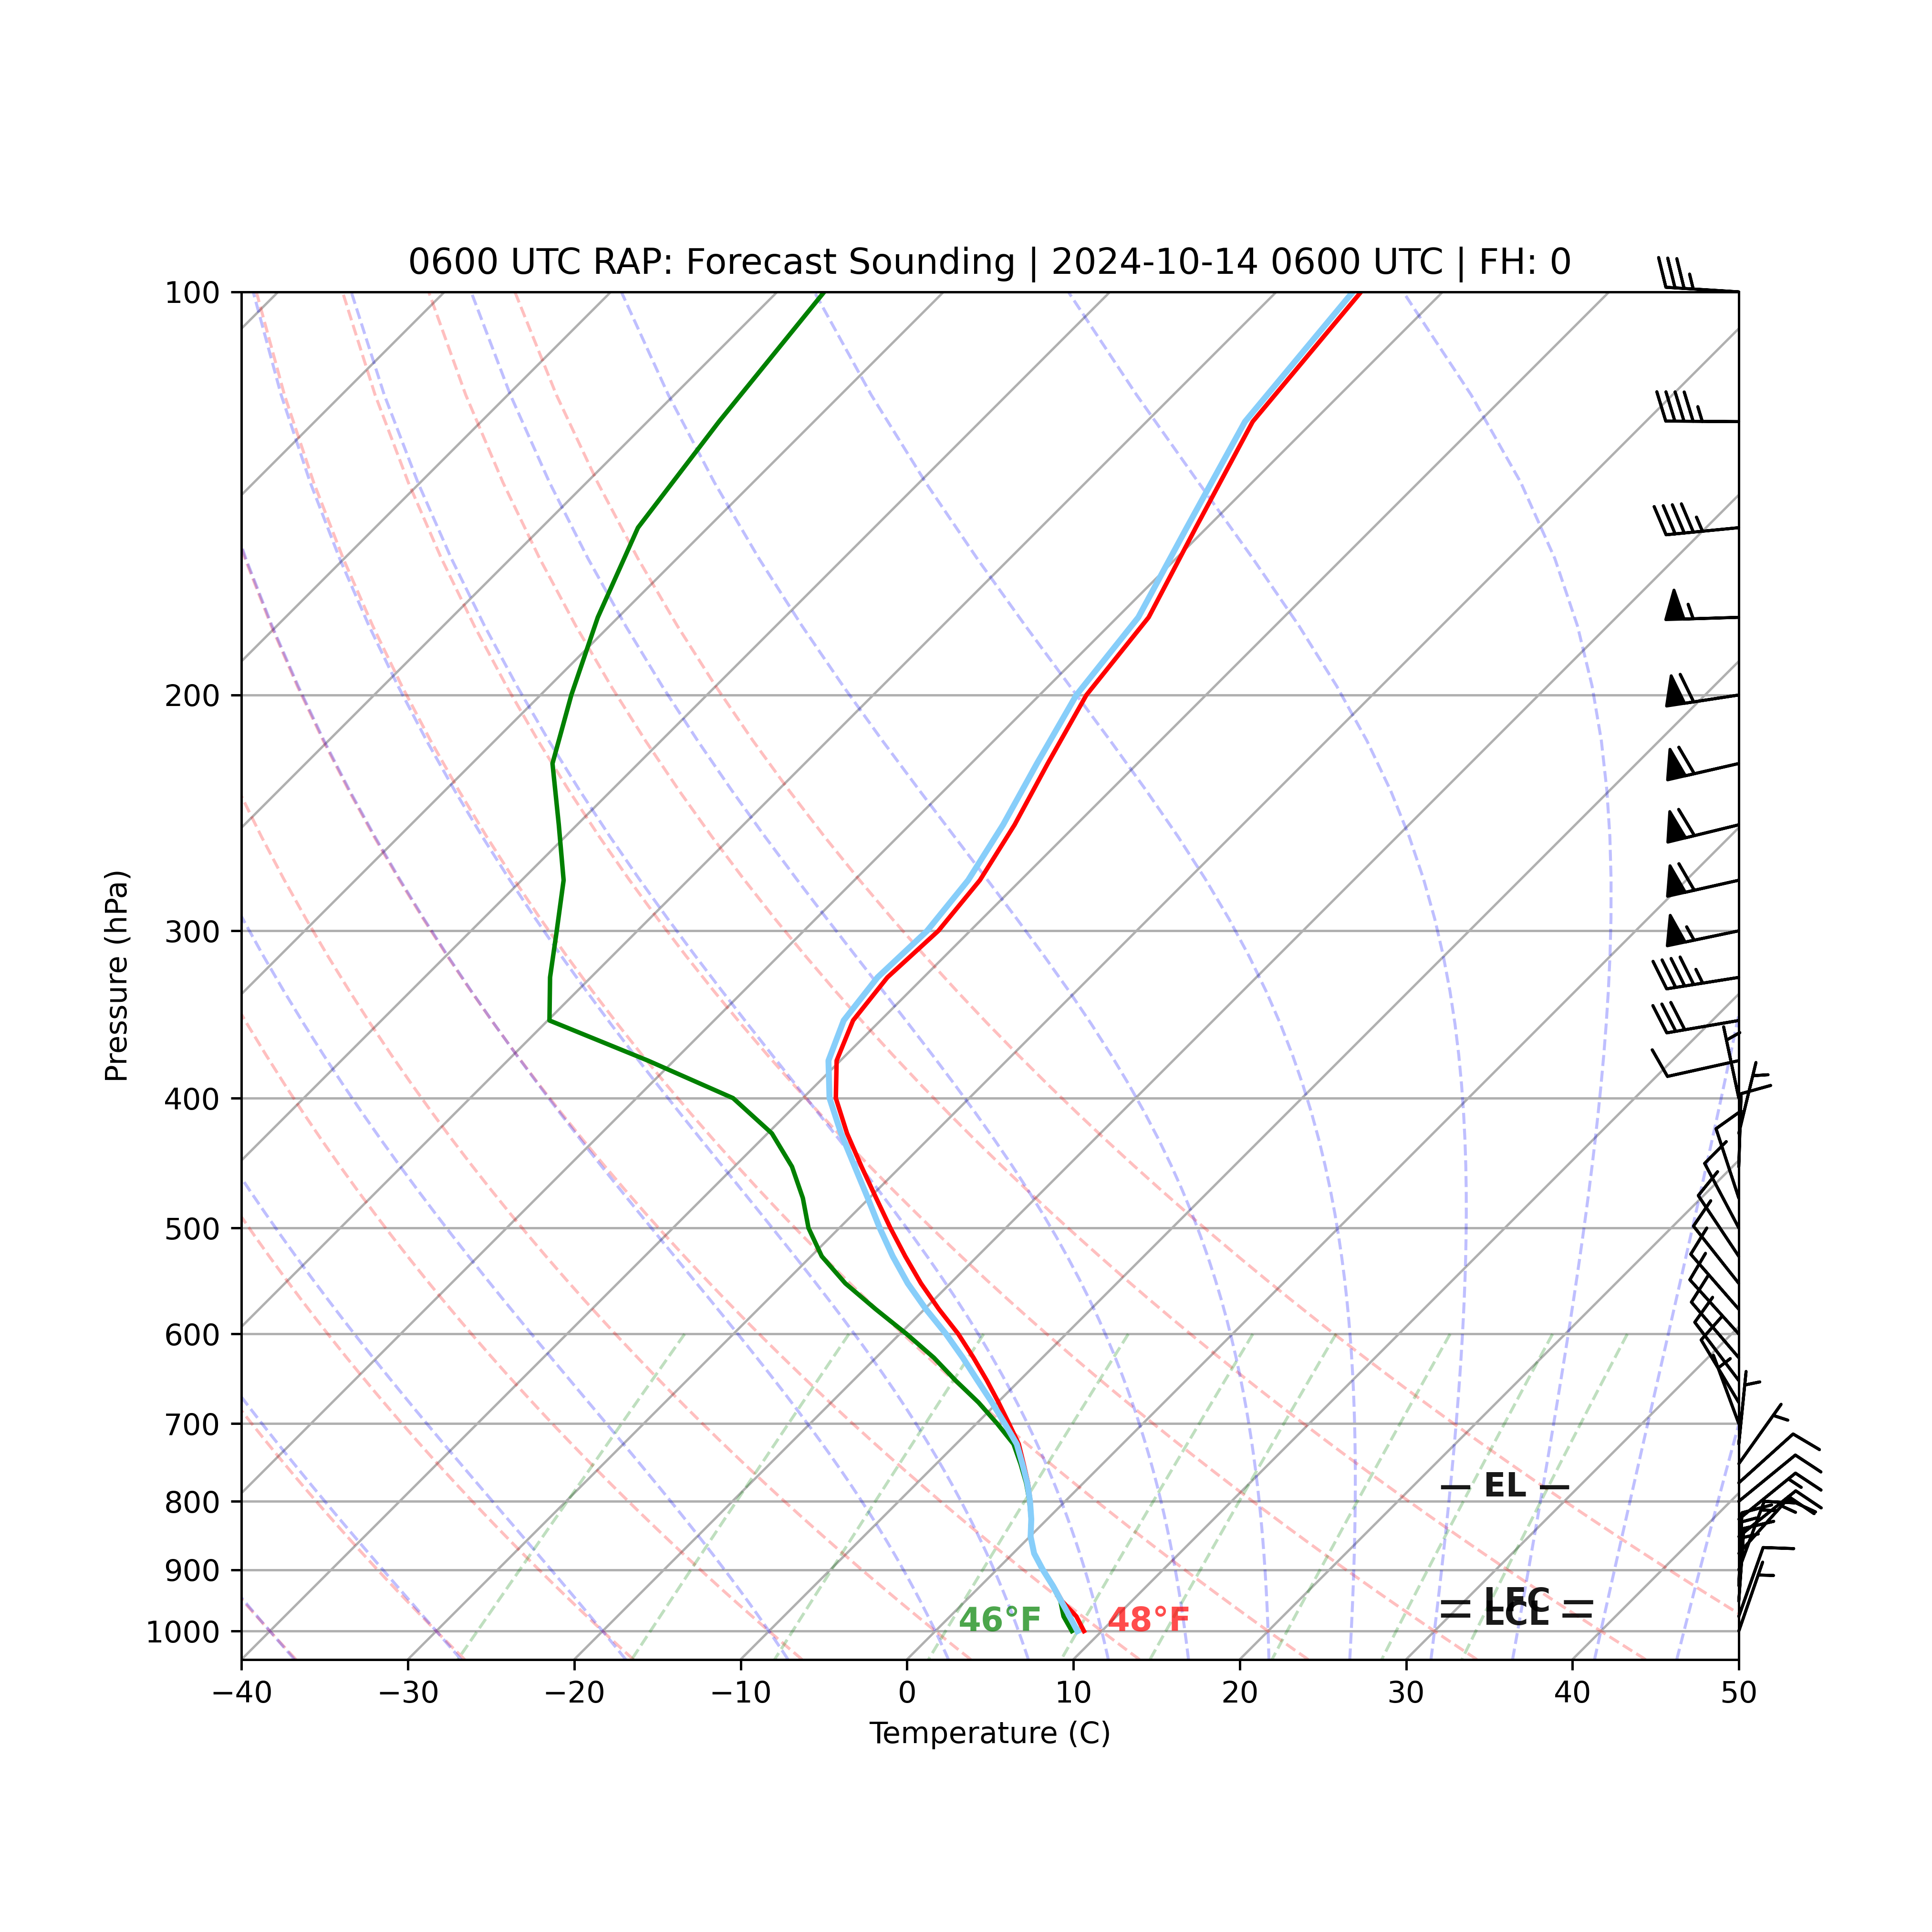 0600 UTC RAP: Forecast Sounding | 2024-10-14 0600 UTC | FH: 0
100
200
300
400
500
600
700
800
900
1000
Pressure (hPa)
— EL —
— LFC —
— LCL —
46°F
48°F
−40
−30
−20
−10
0
10
20
30
40
50
Temperature (C)